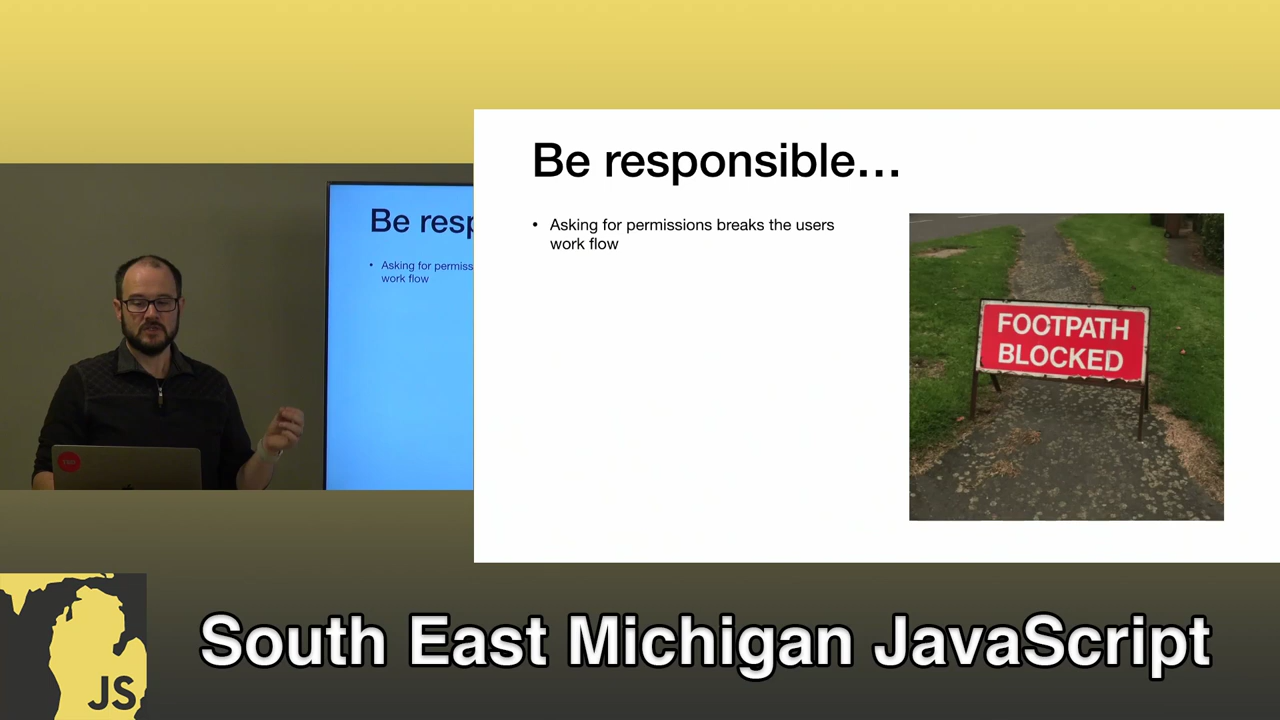 Be responsible...
• Asking for permissions breaks the users
work flow
FOOTPATH
BLOCKED
Be resp
• Asking for permiss
work flow
JS
South East Michigan JavaScript